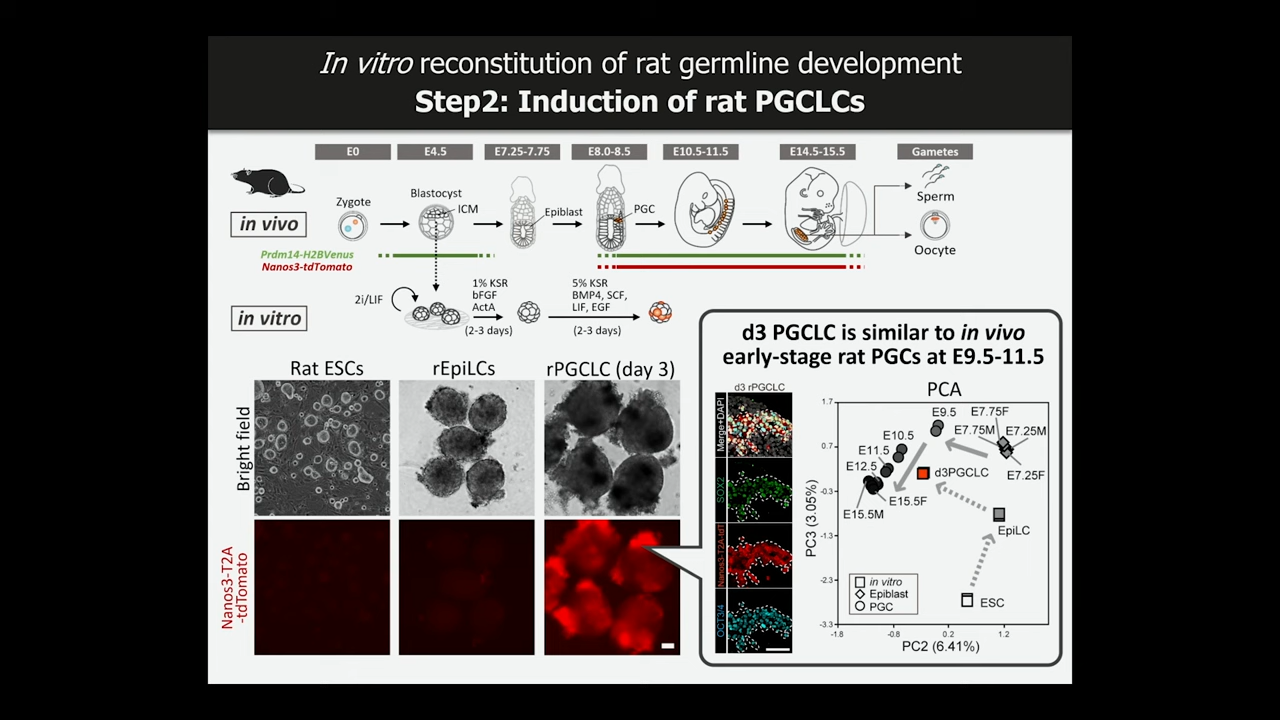 In vitro reconstitution of rat germline development
Step2: Induction of rat PGCLCs
E0
E4.5
E7.25-7.75
E8.0-8.5
E10.5-11.5
E14.5-15.5
Gametes
Zygote
Blastocyst
ICM
Epiblast
PGC
Sperm
Oocyte
in vivo
Prdm14-H2BVenus
Nanos3-tdTomato
in vitro
2i/LIF
1% KSR
bFGF
ActA
(2-3 days)
5% KSR
BMP4, SCF,
LIF, EGF
(2-3 days)
Rat ESCs
rEpiLCs
rPGCLC (day 3)
Bright field
Nanos3-T2A
-tdTomato
d3 PGCLC is similar to in vivo
early-stage rat PGCs at E9.5-11.5
d3 rPGCLC
Merge+DAPI
SOX2
Nanos3-T2A-tdT
OCT3/4
PCA
PC3 (3.05%)
1.7
0.7
-0.3
-1.3
-2.3
-3.3
E9.5
E7.75F
E7.75M
E7.25M
E10.5
E11.5
E12.5
d3PGCLC
E7.25F
E15.5F
E15.5M
EpiLC
ESC
in vitro
Epiblast
PGC
-1.8
-0.8
0.2
1.2
PC2 (6.41%)